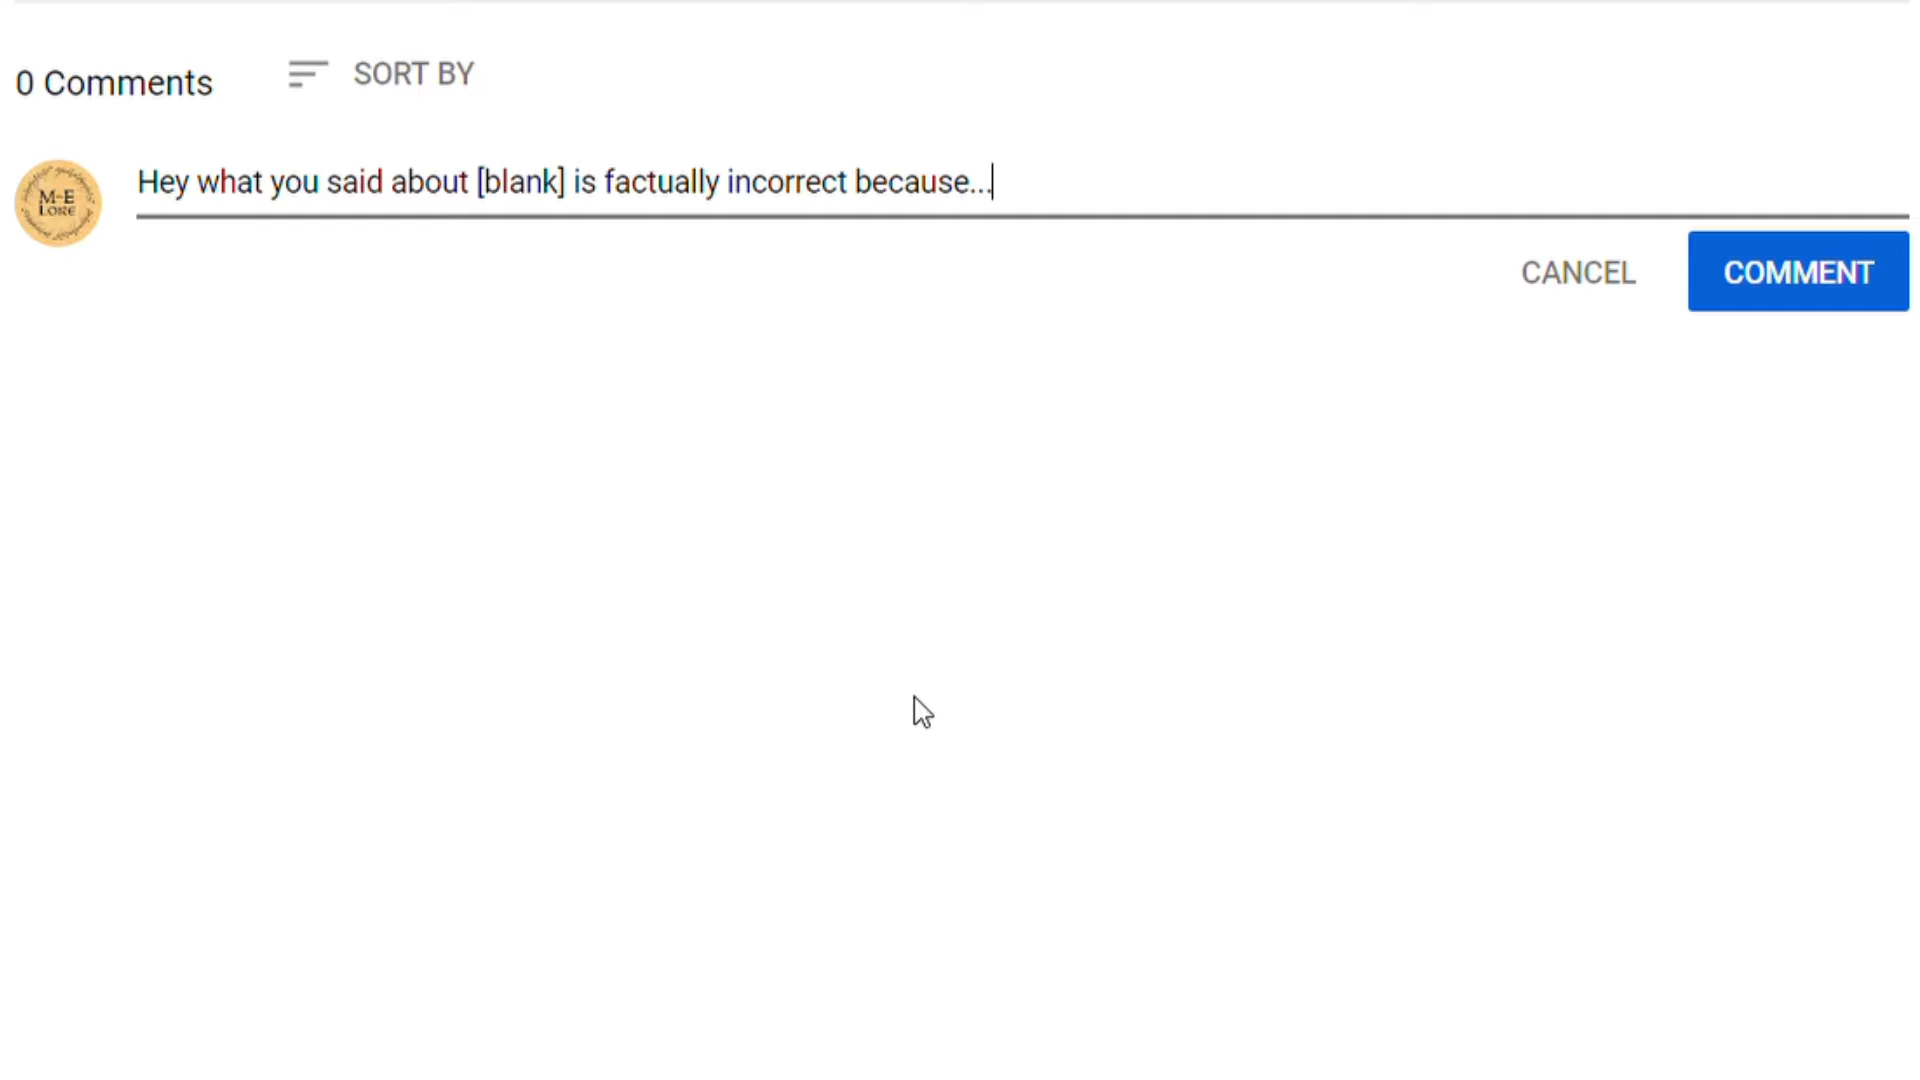 0 Comments
SORT BY
M-E
LORE
Hey what you said about [blank] is factually incorrect because...
CANCEL
COMMENT